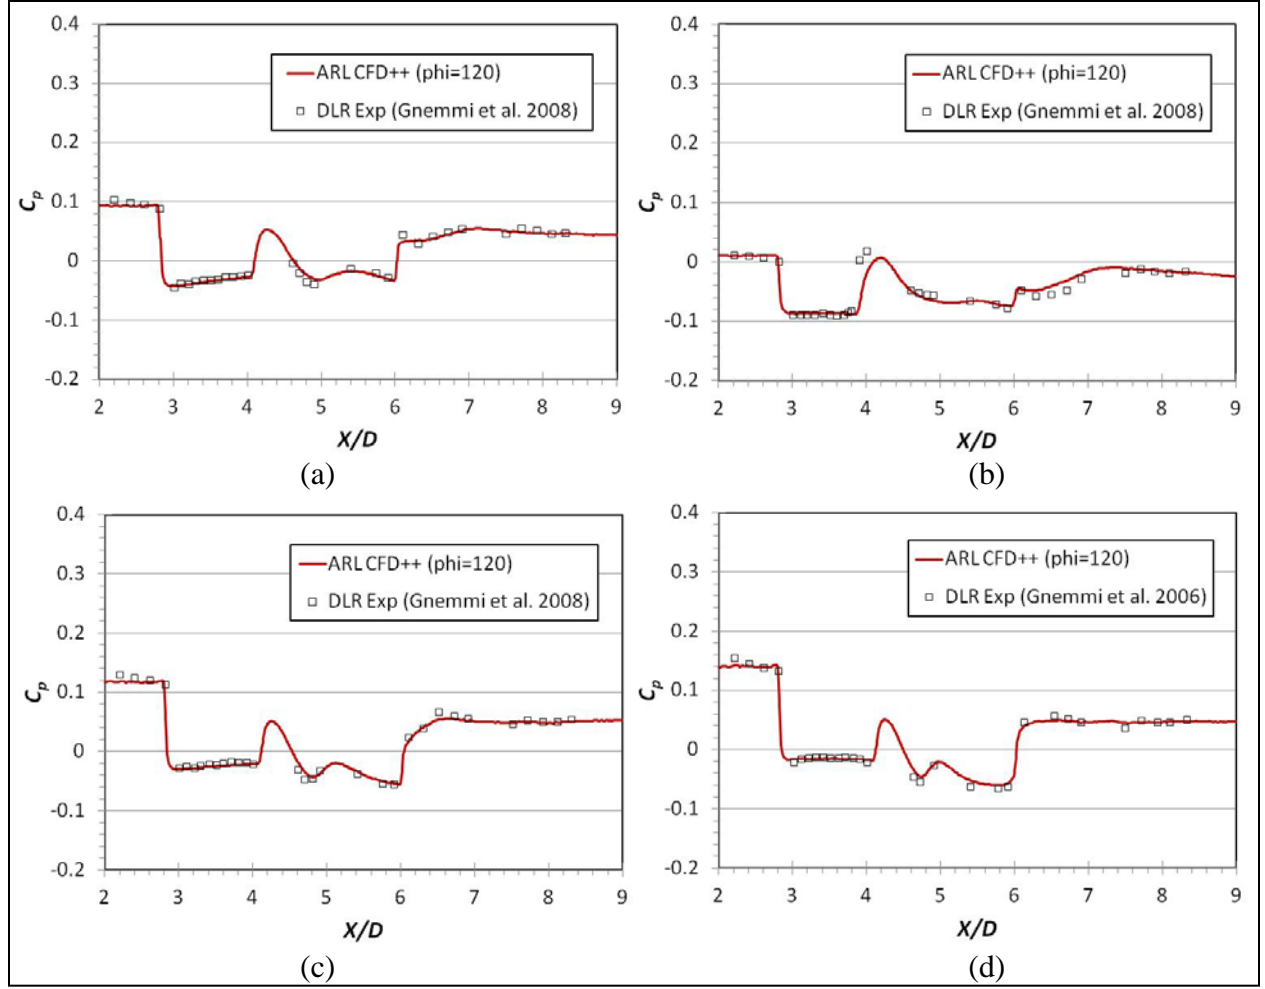 0.4
0.3
0.2
0.1
0
-0.1
-0.2
Cp
ARL CFD++ (phi=120)
DLR Exp (Gnemmi et al. 2008)
2 3 4 5 6 7 8 9
X/D
(a)
0.4
0.3
0.2
0.1
0
-0.1
-0.2
Cp
ARL CFD++ (phi=120)
DLR Exp (Gnemmi et al. 2008)
2 3 4 5 6 7 8 9
X/D
(b)
0.4
0.3
0.2
0.1
0
-0.1
-0.2
Cp
ARL CFD++ (phi=120)
DLR Exp (Gnemmi et al. 2008)
2 3 4 5 6 7 8 9
X/D
(c)
0.4
0.3
0.2
0.1
0
-0.1
-0.2
Cp
ARL CFD++ (phi=120)
DLR Exp (Gnemmi et al. 2006)
2 3 4 5 6 7 8 9
X/D
(d)